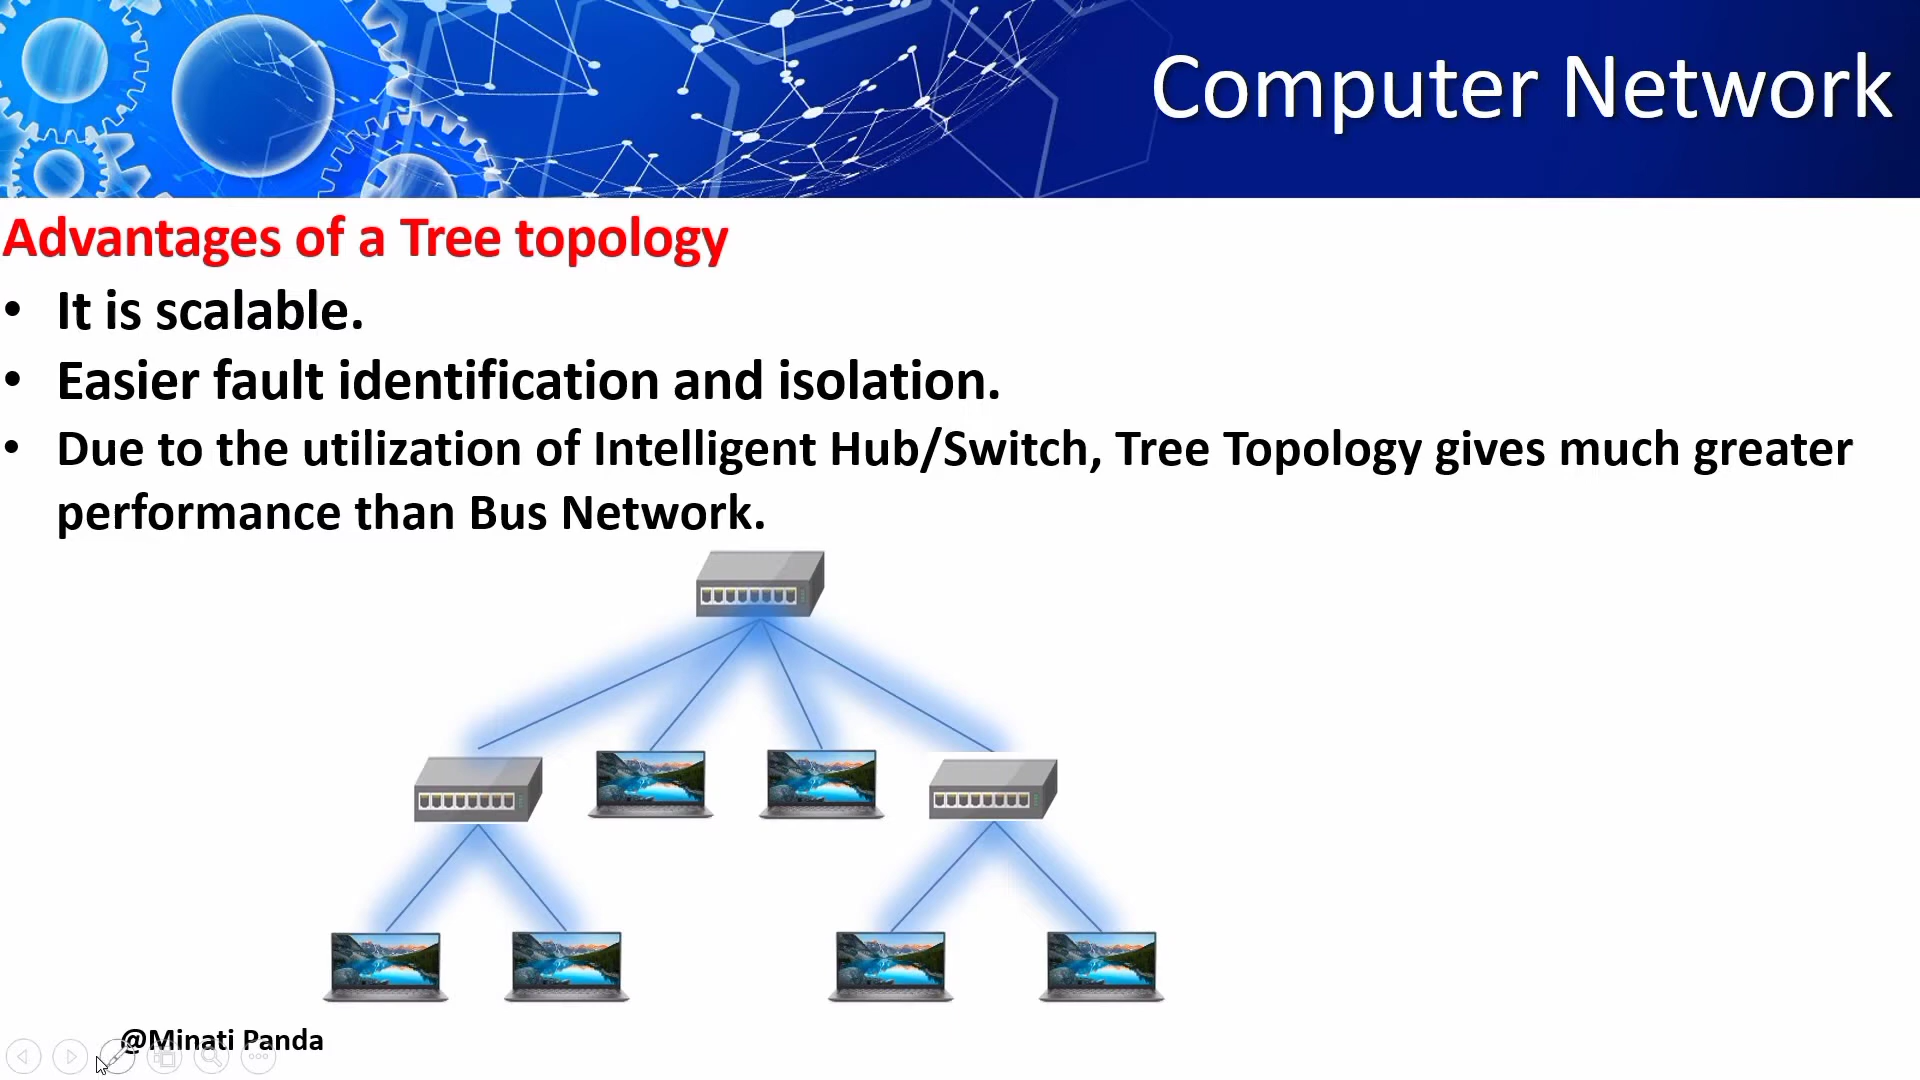 Computer Network
Advantages of a Tree topology
• It is scalable.
• Easier fault identification and isolation.
• Due to the utilization of Intelligent Hub/Switch, Tree Topology gives much greater
performance than Bus Network.
@Minati Panda